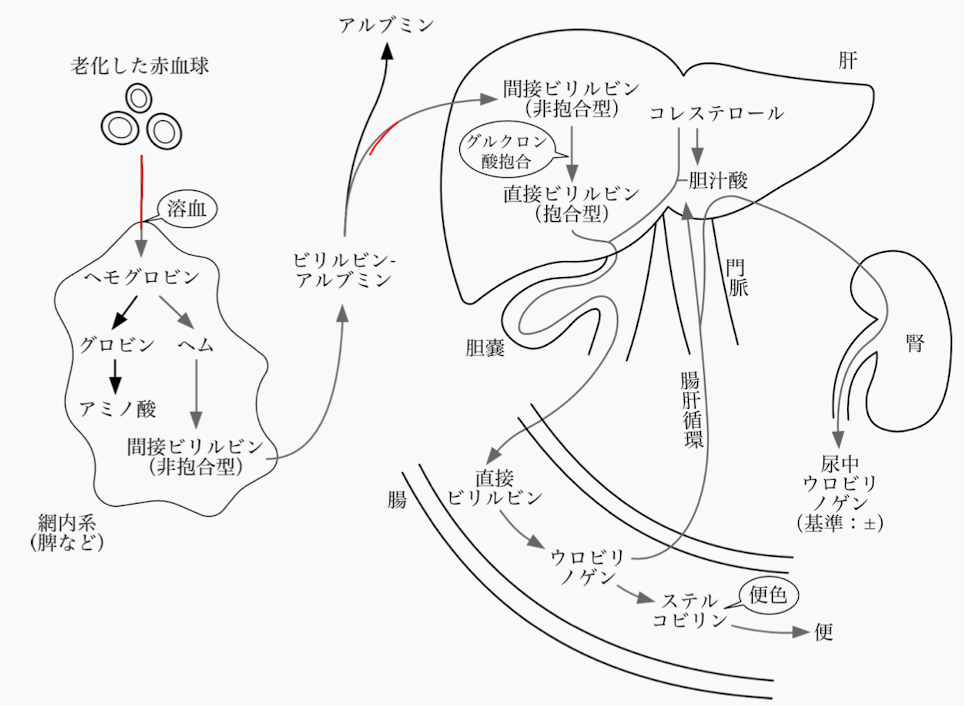 アルブミン
老化した赤血球
溶血
ヘモグロビン
グロビン
ヘム
アミノ酸
間接ビリルビン
(非抱合型)
網内系
(脾など)
ビリルビン-
アルブミン
肝
間接ビリルビン
(非抱合型)
グルクロン
酸抱合
直接ビリルビン
(抱合型)
コレステロール
胆汁酸
門脈
胆嚢
腸肝循環
腎
尿中
ウロビリ
ノゲン
(基準：±)
腸
直接
ビリルビン
ウロビリ
ノゲン
ステル
コビリン
便色
便